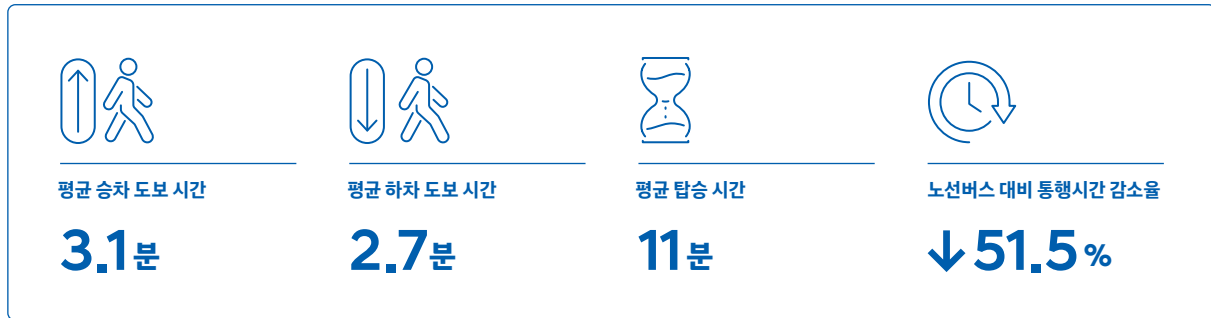 평균 승차 도보 시간
3.1분
평균 하차 도보 시간
2.7분
평균 탑승 시간
11분
노선버스 대비 통행시간 감소율
↓51.5%